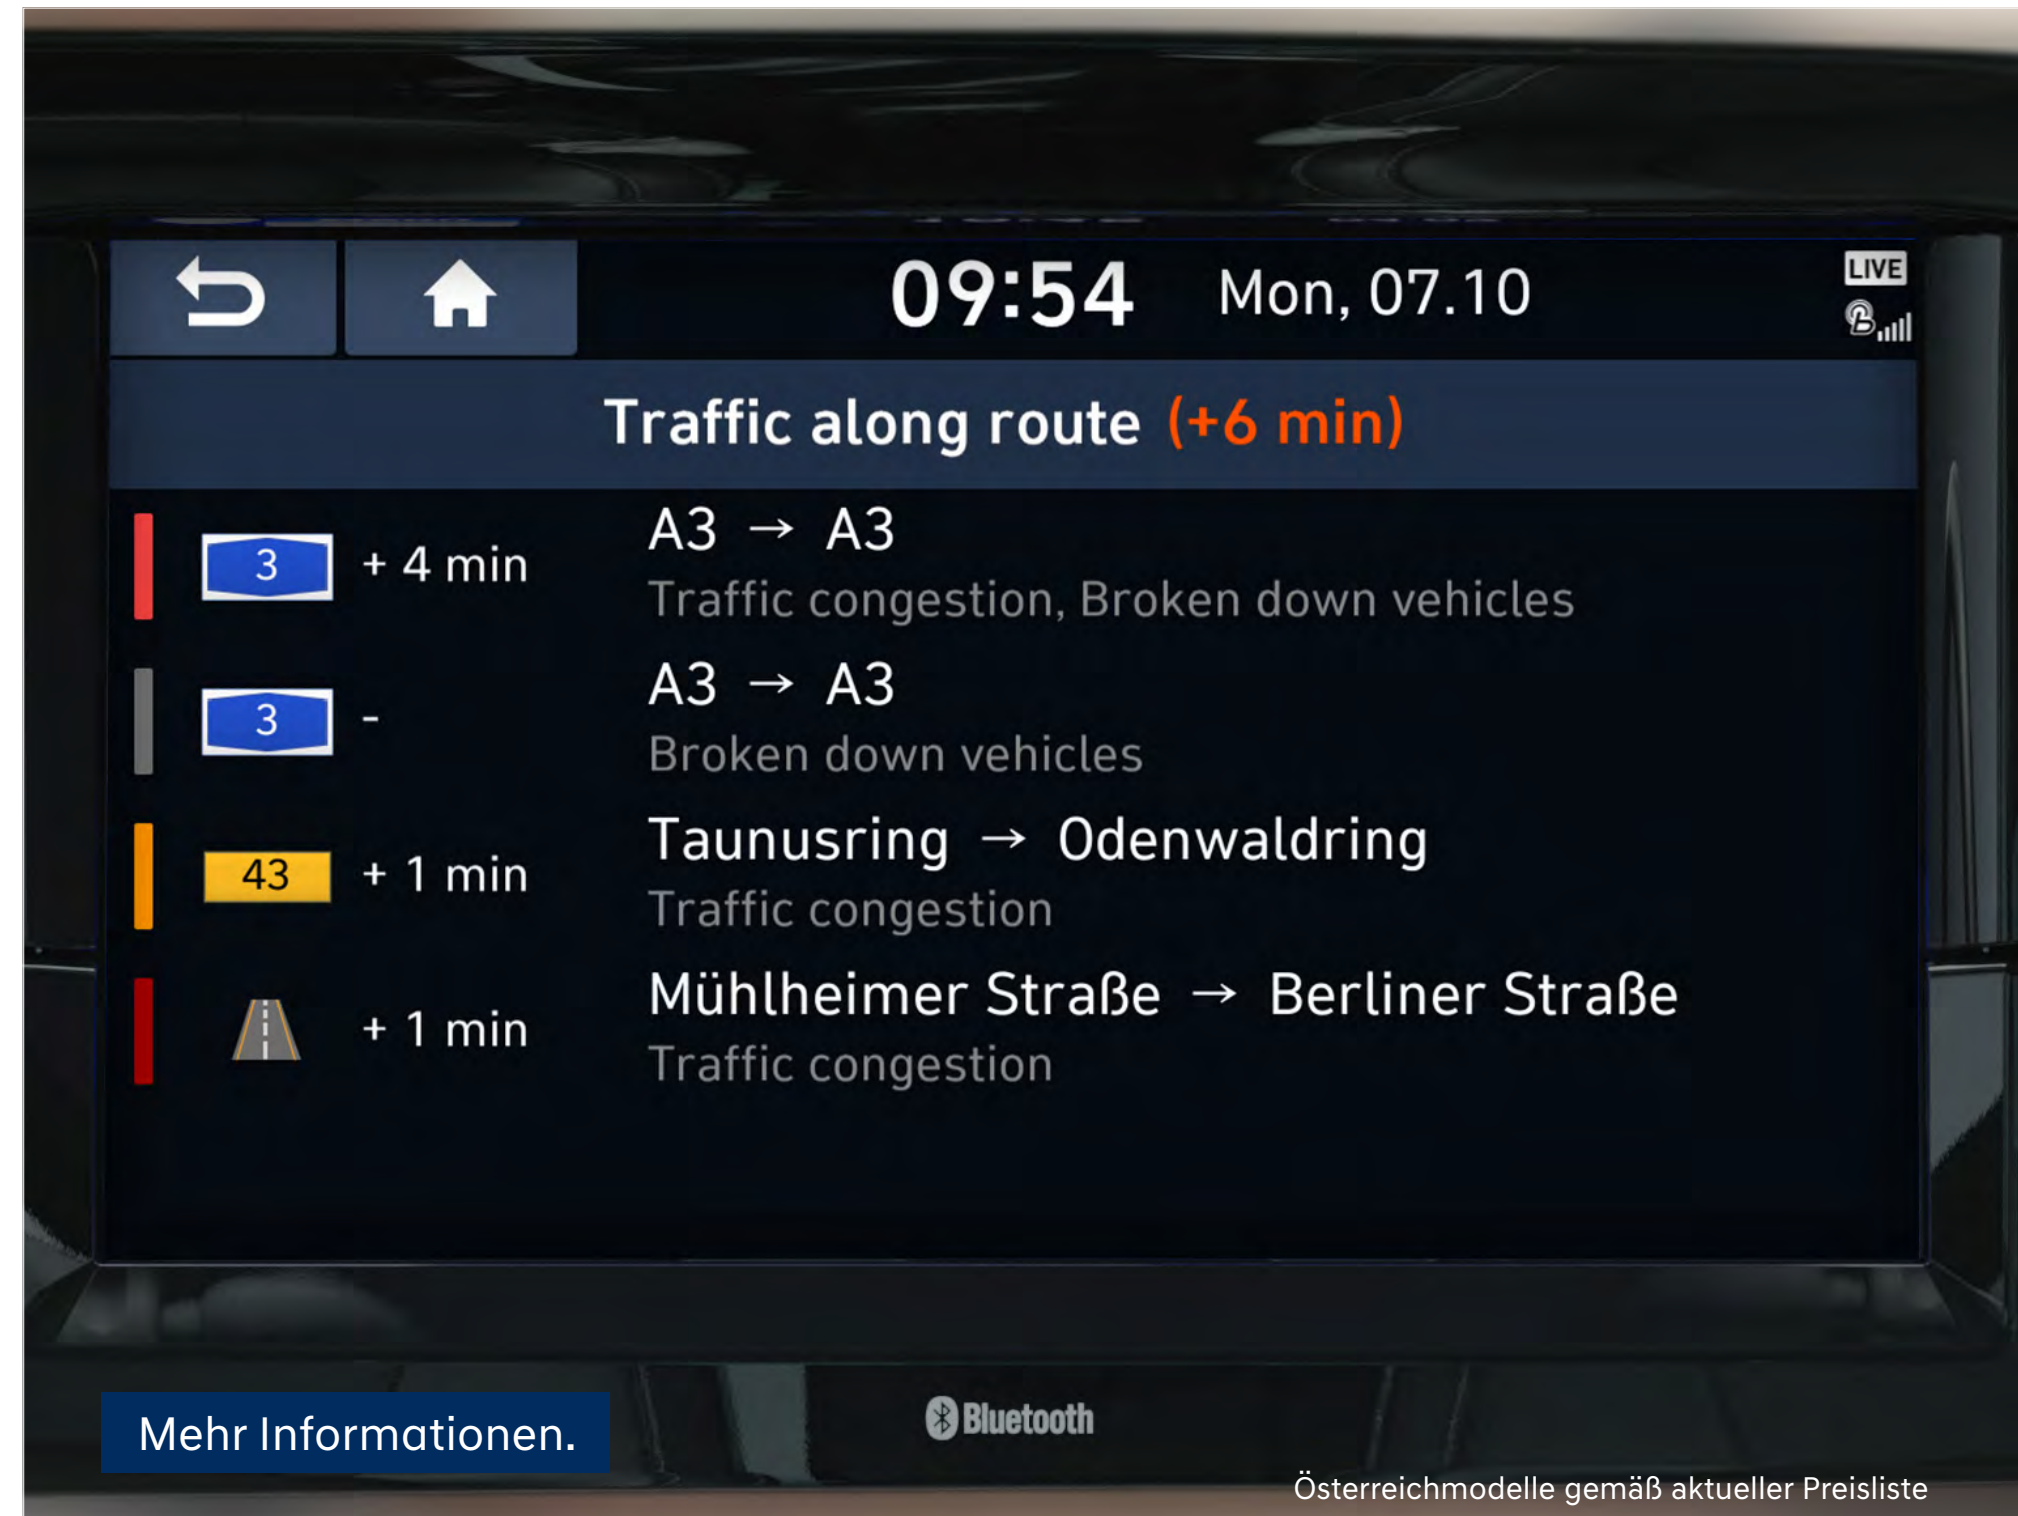 09:54 Mon, 07.10 LIVE
Traffic along route (+6 min)
3 + 4 min A3 → A3
Traffic congestion, Broken down vehicles
3 - A3 → A3
Broken down vehicles
43 + 1 min Taunusring → Odenwaldring
Traffic congestion
+ 1 min Mühlheimer Straße → Berliner Straße
Traffic congestion
Bluetooth
Mehr Informationen.
Österreichmodelle gemäß aktueller Preisliste